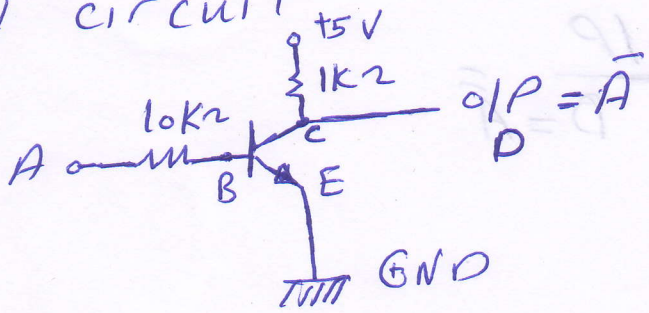 circuit
+5V
1KΩ
10KΩ
C
o/P = Ā
D
A
B
E
GND